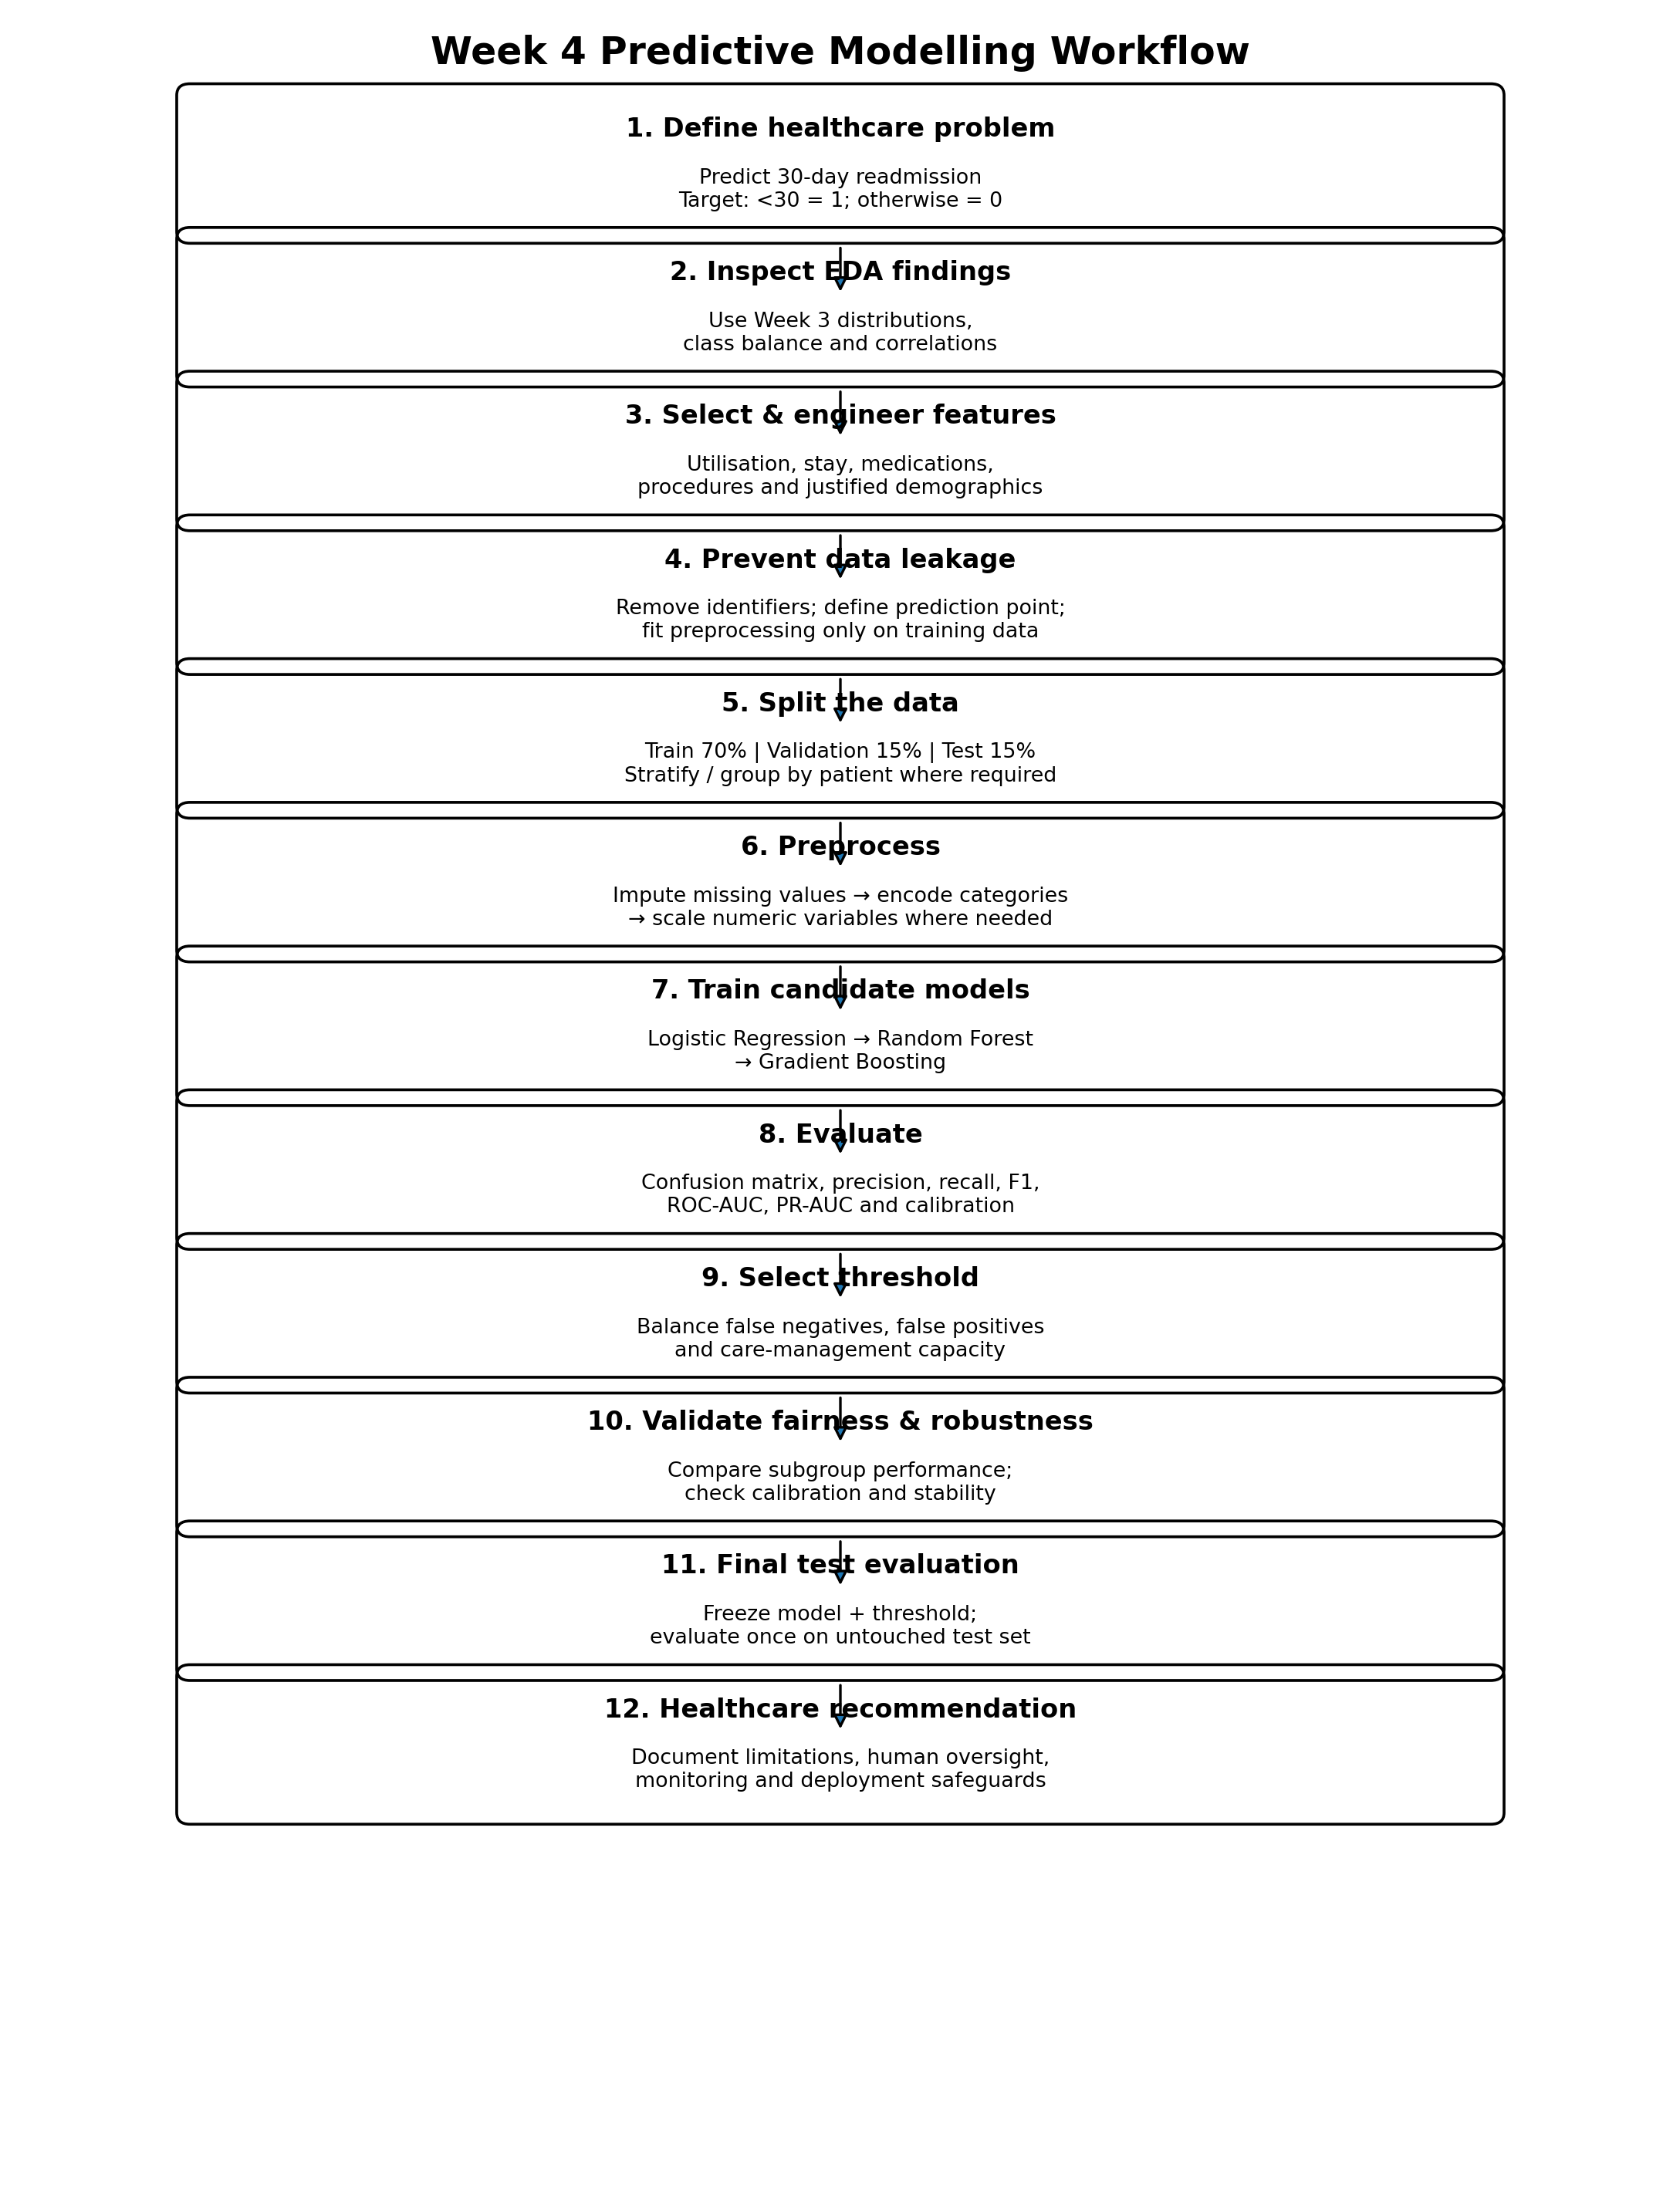 Week 4 Predictive Modelling Workflow
1. Define healthcare problem
Predict 30-day readmission
Target: <30 = 1; otherwise = 0
2. Inspect EDA findings
Use Week 3 distributions,
class balance and correlations
3. Select & engineer features
Utilisation, stay, medications,
procedures and justified demographics
4. Prevent data leakage
Remove identifiers; define prediction point;
fit preprocessing only on training data
5. Split the data
Train 70% | Validation 15% | Test 15%
Stratify / group by patient where required
6. Preprocess
Impute missing values → encode categories
→ scale numeric variables where needed
7. Train candidate models
Logistic Regression → Random Forest
→ Gradient Boosting
8. Evaluate
Confusion matrix, precision, recall, F1,
ROC-AUC, PR-AUC and calibration
9. Select threshold
Balance false negatives, false positives
and care-management capacity
10. Validate fairness & robustness
Compare subgroup performance;
check calibration and stability
11. Final test evaluation
Freeze model + threshold;
evaluate once on untouched test set
12. Healthcare recommendation
Document limitations, human oversight,
monitoring and deployment safeguards